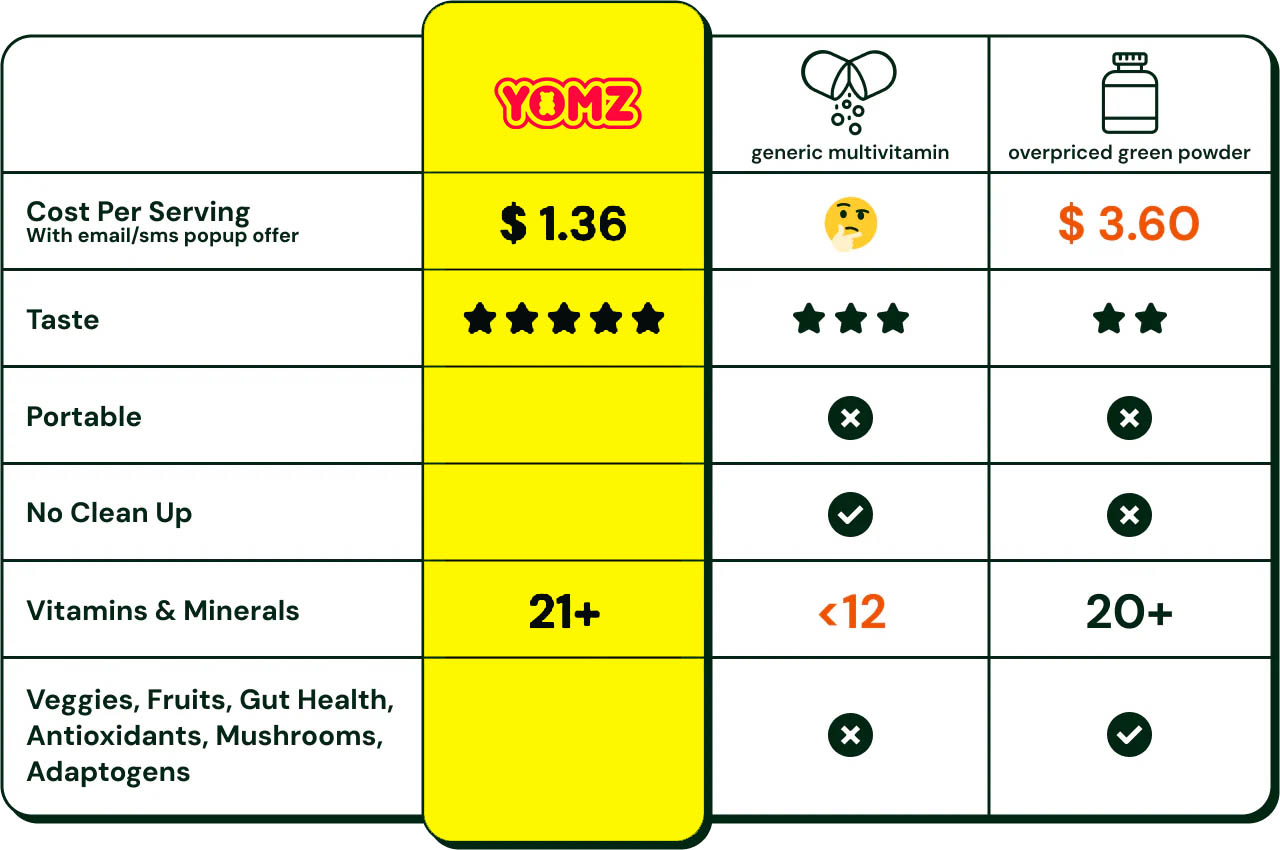 YOMZ
generic multivitamin
overpriced green powder
Cost Per Serving
With email/sms popup offer
$ 1.36
$ 3.60
Taste
Portable
No Clean Up
Vitamins & Minerals
21+
<12
20+
Veggies, Fruits, Gut Health,
Antioxidants, Mushrooms,
Adaptogens